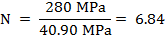 N = 280 MPa / 40.90 MPa = 6.84